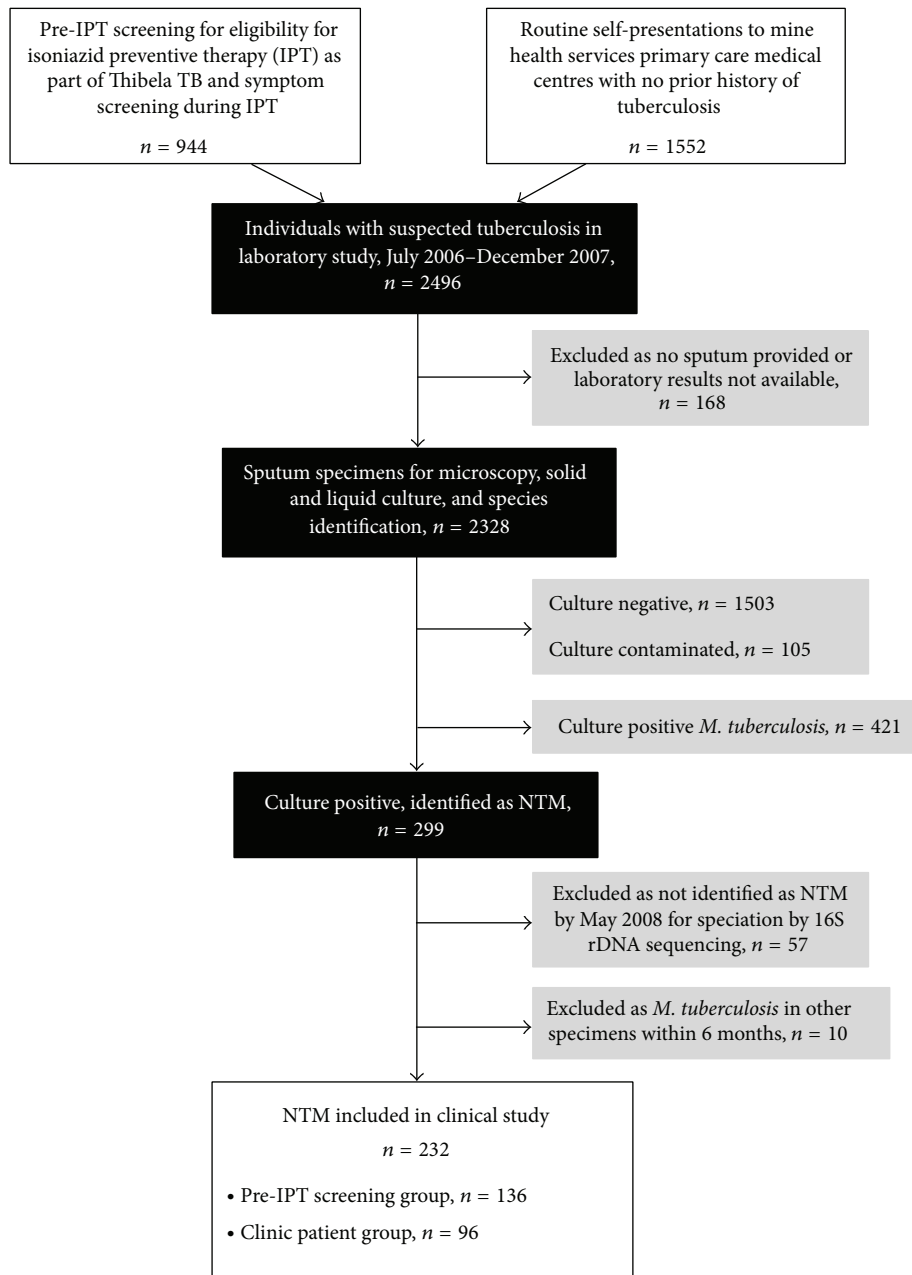 Pre-IPT screening for eligibility for
isoniazid preventive therapy (IPT) as
part of Thibela TB and symptom
screening during IPT
n = 944
Routine self-presentations to mine
health services primary care medical
centres with no prior history of
tuberculosis
n = 1552
Individuals with suspected tuberculosis in
laboratory study, July 2006–December 2007,
n = 2496
Excluded as no sputum provided or
laboratory results not available,
n = 168
Sputum specimens for microscopy, solid
and liquid culture, and species
identification, n = 2328
Culture negative, n = 1503
Culture contaminated, n = 105
Culture positive M. tuberculosis, n = 421
Culture positive, identified as NTM,
n = 299
Excluded as not identified as NTM
by May 2008 for speciation by 16S
rDNA sequencing, n = 57
Excluded as M. tuberculosis in other
specimens within 6 months, n = 10
NTM included in clinical study
n = 232
• Pre-IPT screening group, n = 136
• Clinic patient group, n = 96